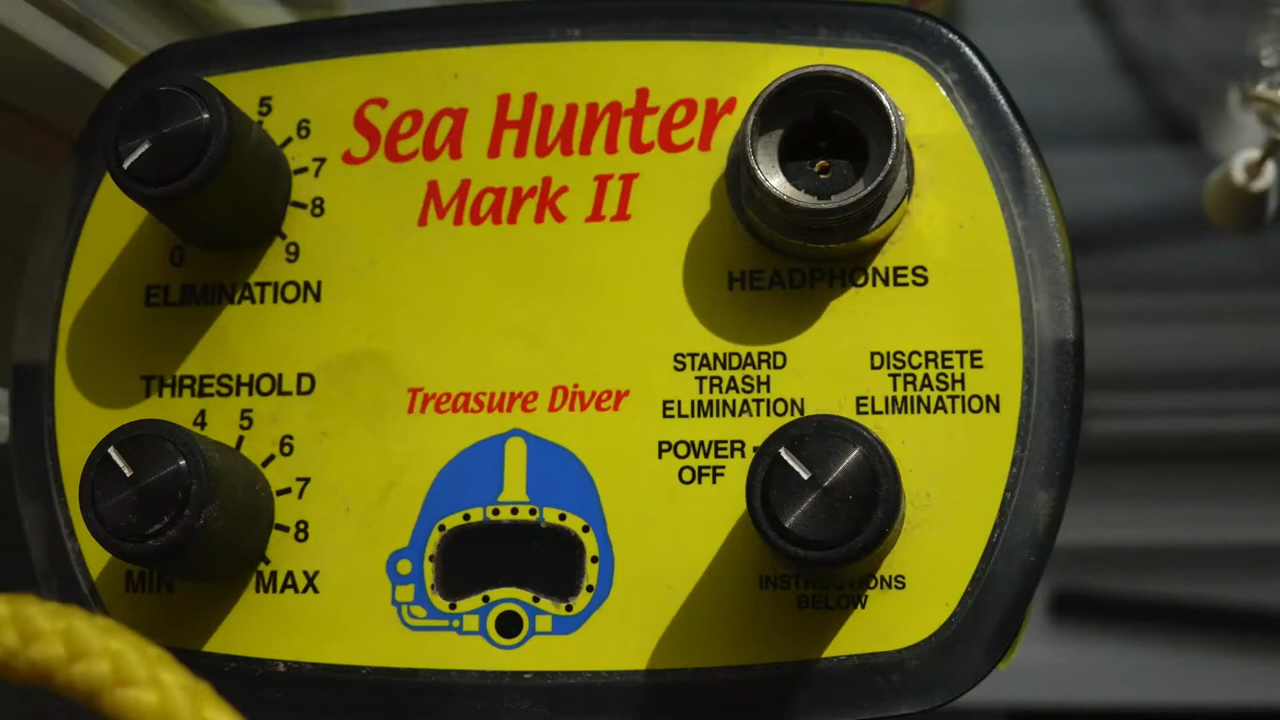 Sea Hunter
Mark II
5
6
7
8
9
0
ELIMINATION
HEADPHONES
THRESHOLD
4
5
6
7
8
MIN
MAX
Treasure Diver
STANDARD
TRASH
ELIMINATION
DISCRETE
TRASH
ELIMINATION
POWER
OFF
INSTRUCTIONS
BELOW